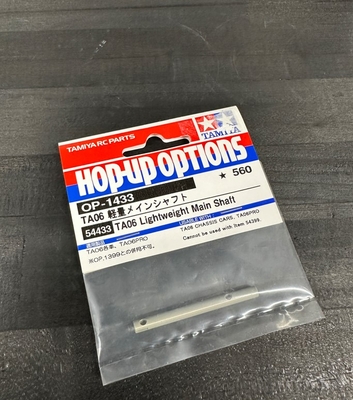 TAMIYA RC PARTS
TAMIYA
HOP-UP OPTIONS
OP-1433
★ 560
TA06 軽量メインシャフト
54433 TA06 Lightweight Main Shaft
TA06各車、TA06PRO
※OP.1399との併用不可。
USABLE WITH
TA06 CHASSIS CARS, TA06PRO
Cannot be used with Item 54399.